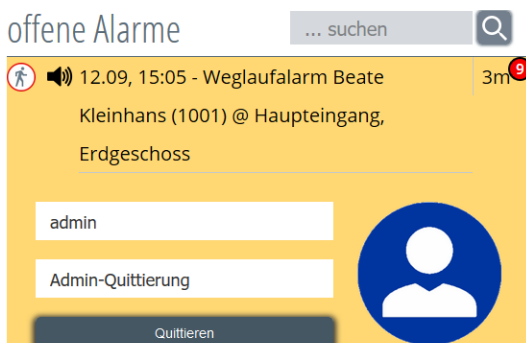 offene Alarme
... suchen
12.09, 15:05 - Weglaufalarm Beate
3m
9
Kleinhans (1001) @ Haupteingang,
Erdgeschoss
admin
Admin-Quittierung
Quittieren